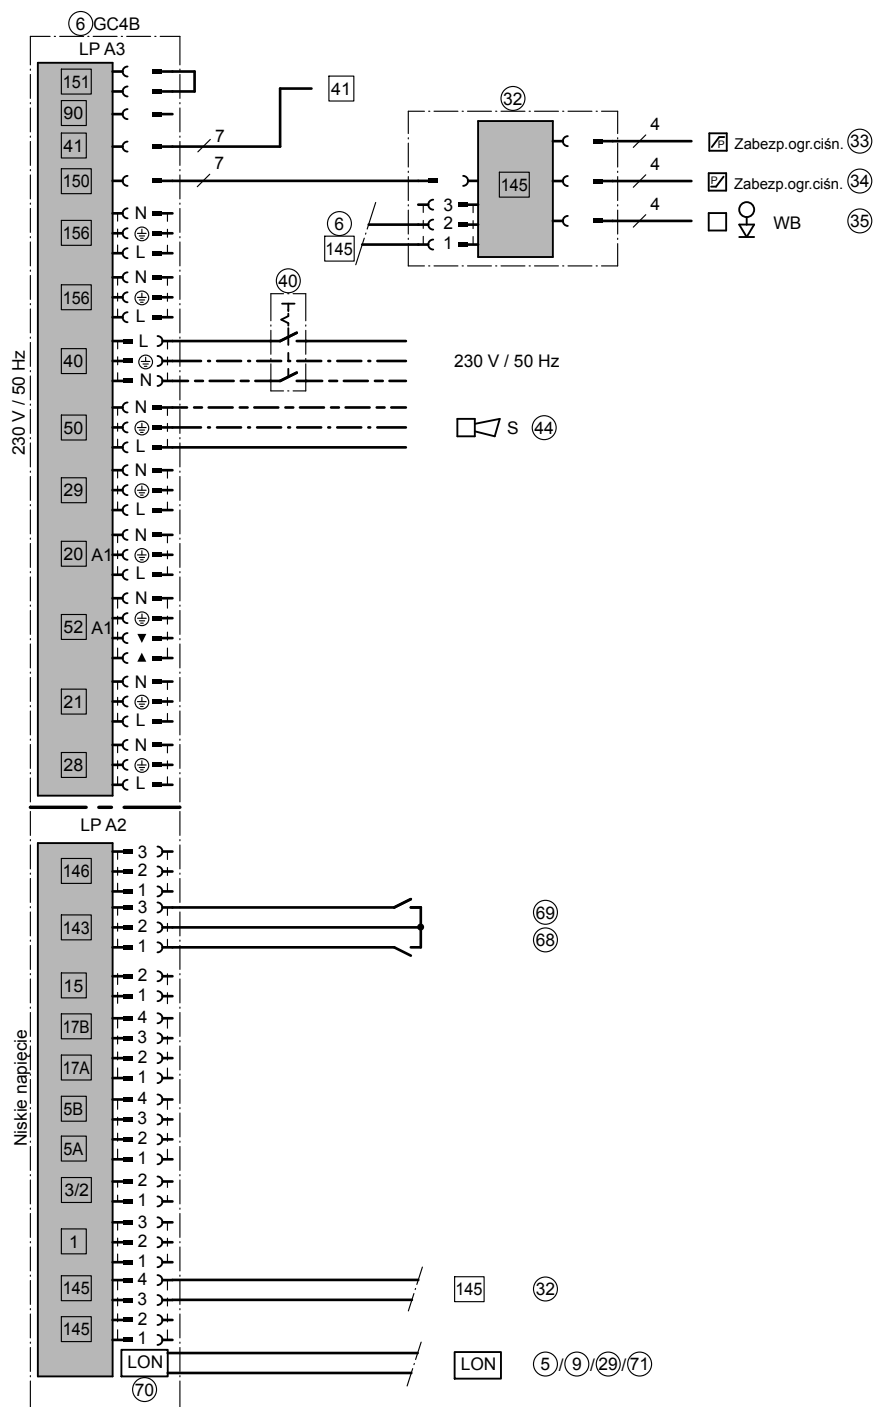 6 GC4B
LP A3
151
90
41
7
41
150
7
156
N
L
156
N
L
40
L
N
50
N
L
29
N
L
20 A1
N
L
52 A1
N
▼
▲
21
N
L
28
N
L
230 V / 50 Hz
32
145
3
2
1
6
145
4
P Zabezp.ogr.ciśn. 33
4
P Zabezp.ogr.ciśn. 34
4
WB 35
40
230 V / 50 Hz
S 44
LP A2
Niskie napięcie
146
3
2
1
143
3
2
1
69
68
15
2
1
17B
4
3
17A
2
1
5B
4
3
5A
2
1
3/2
2
1
1
3
2
1
145
4
3
145 32
145
2
1
LON
70
LON 5/9/29/71